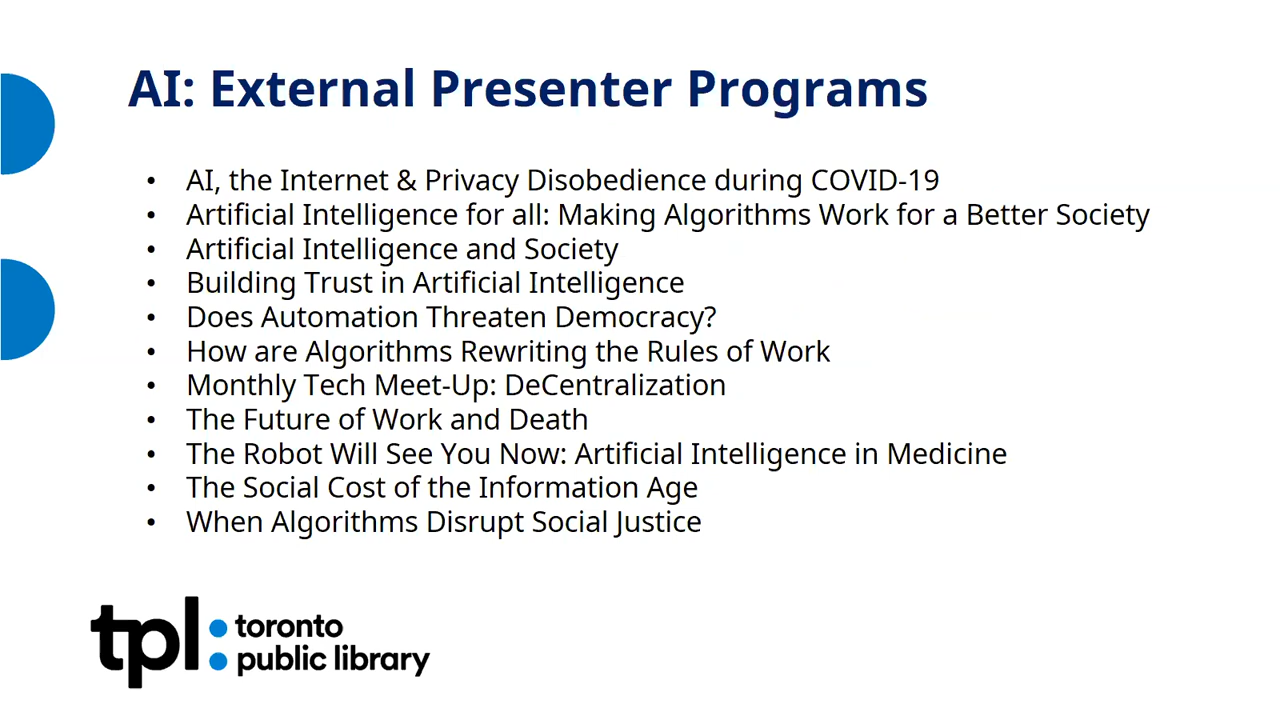 AI: External Presenter Programs
• AI, the Internet & Privacy Disobedience during COVID-19
• Artificial Intelligence for all: Making Algorithms Work for a Better Society
• Artificial Intelligence and Society
• Building Trust in Artificial Intelligence
• Does Automation Threaten Democracy?
• How are Algorithms Rewriting the Rules of Work
• Monthly Tech Meet-Up: DeCentralization
• The Future of Work and Death
• The Robot Will See You Now: Artificial Intelligence in Medicine
• The Social Cost of the Information Age
• When Algorithms Disrupt Social Justice
tpl: toronto
public library